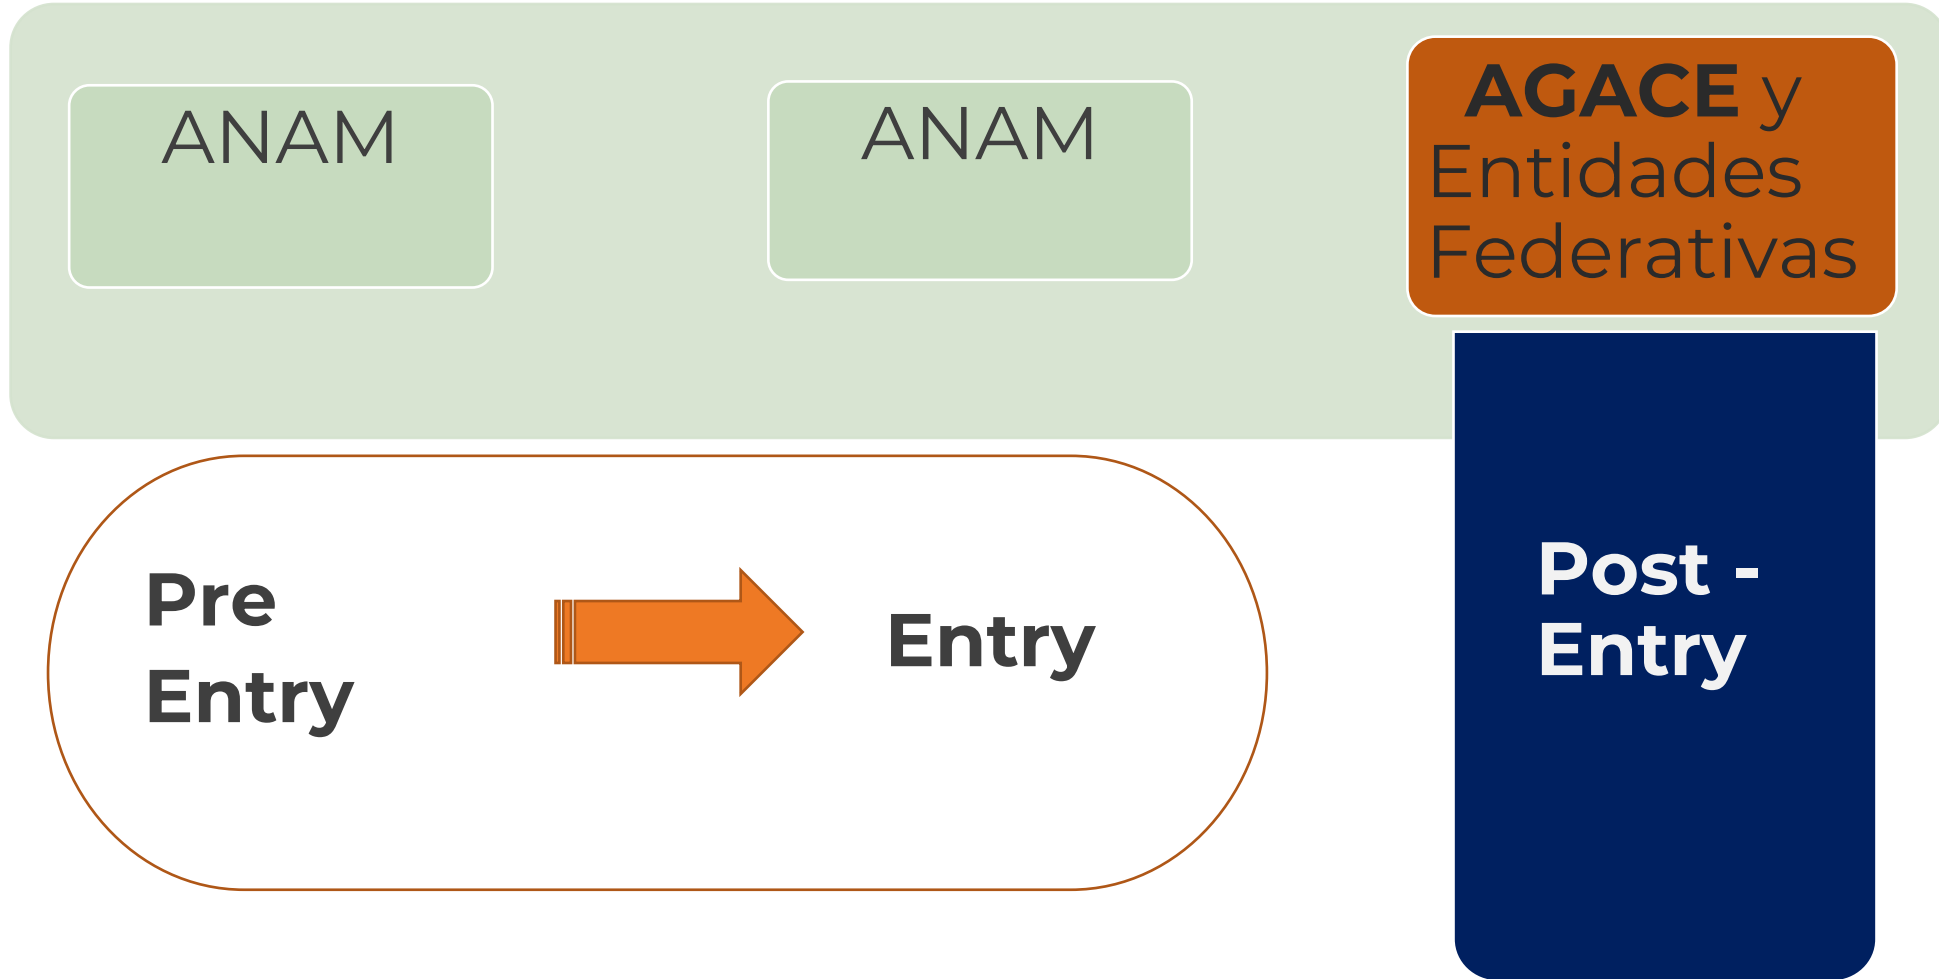 ANAM
ANAM
AGACE y
Entidades
Federativas
Pre
Entry
Entry
Post -
Entry